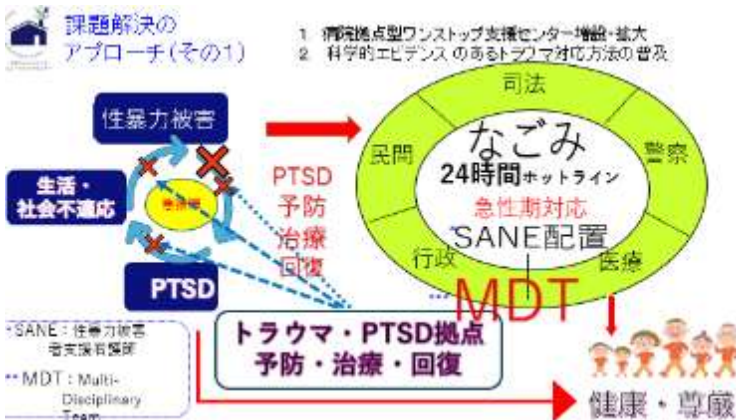 課題解決の
アプローチ(その1)
1 病院拠点型ワンストップ支援センター増設・拡大
2 科学的エビデンスのあるトラウマ対応方法の普及
性暴力被害
生活・
社会不適応
PTSD
PTSD
予防
治療
回復
司法
民間
警察
行政
医療
なごみ
24時間ホットライン
急性期対応
SANE配置
MDT
トラウマ・PTSD拠点
予防・治療・回復
SANE:性暴力被害
者支援看護師
MDT:Multi-
Disciplinary
Team
健康・尊厳